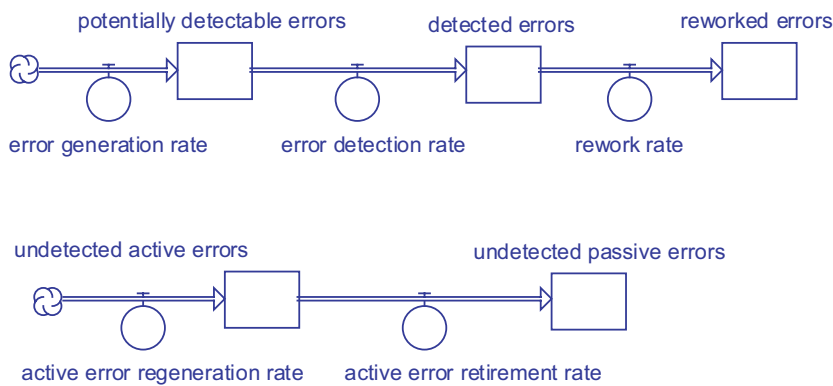 potentially detectable errors
detected errors
reworked errors
error generation rate
error detection rate
rework rate
undetected active errors
undetected passive errors
active error regeneration rate
active error retirement rate